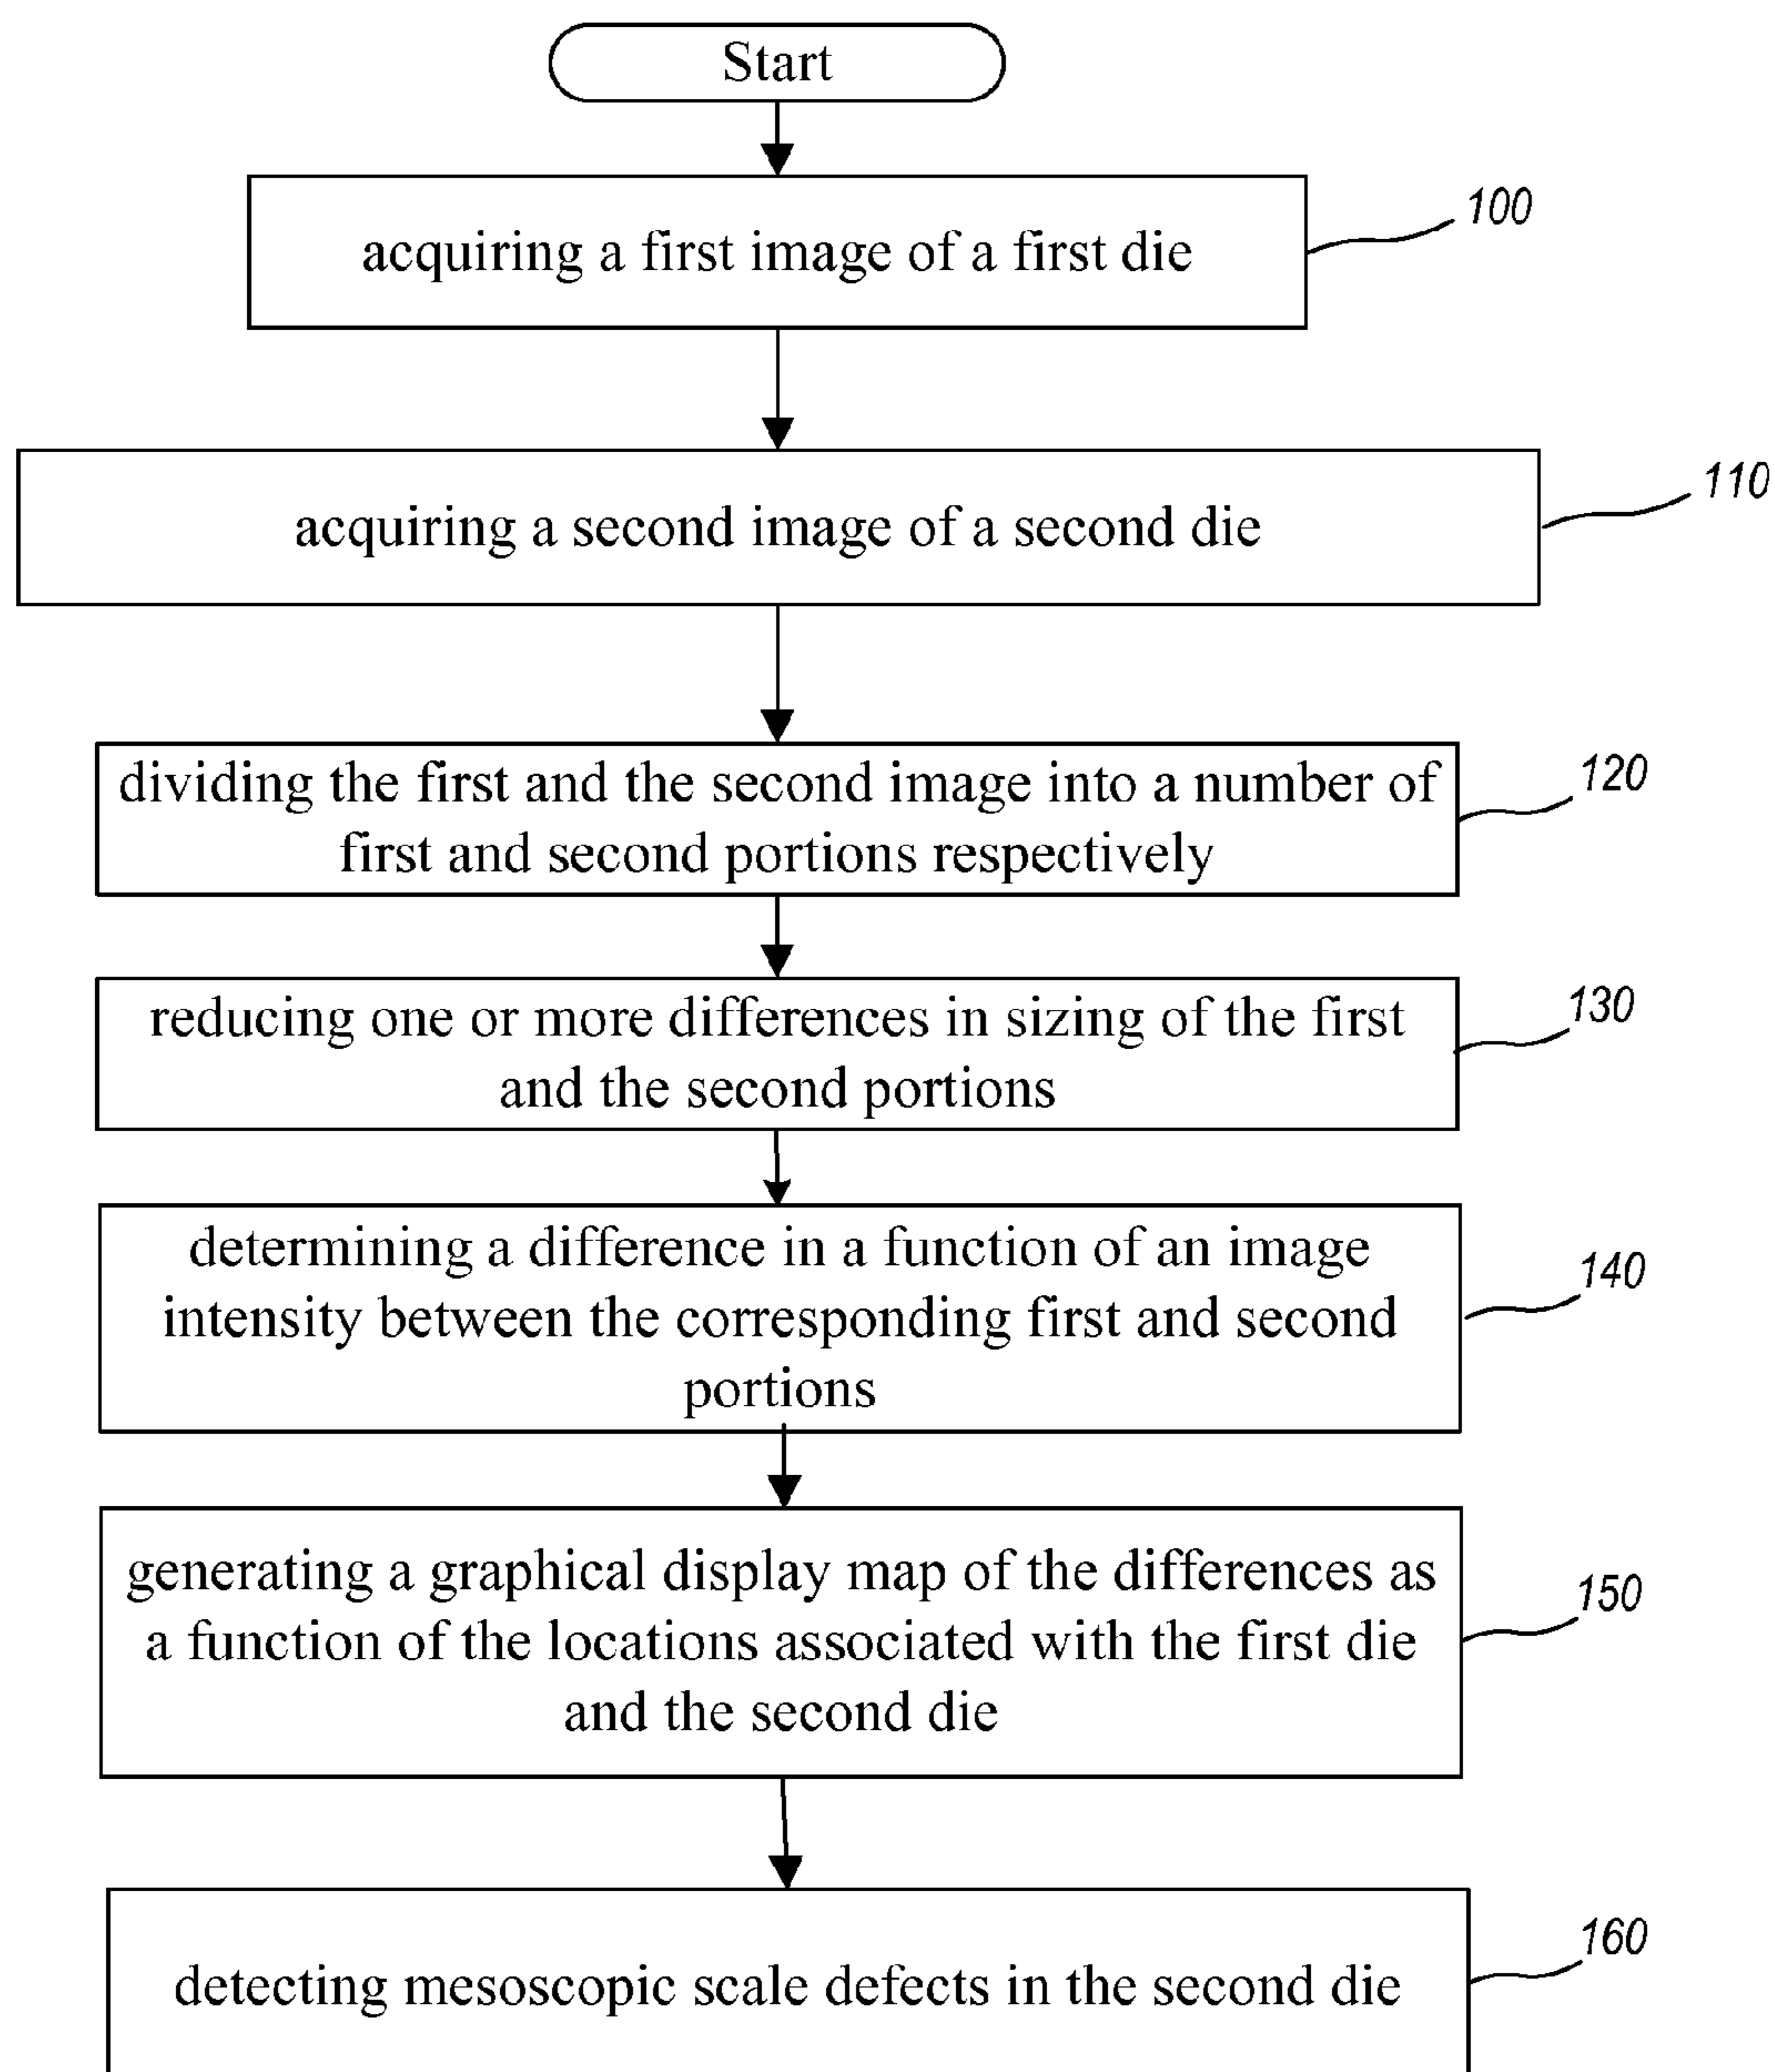 Start
100
acquiring a first image of a first die
110
acquiring a second image of a second die
120
dividing the first and the second image into a number of
first and second portions respectively
130
reducing one or more differences in sizing of the first
and the second portions
140
determining a difference in a function of an image
intensity between the corresponding first and second
portions
150
generating a graphical display map of the differences as
a function of the locations associated with the first die
and the second die
160
detecting mesoscopic scale defects in the second die